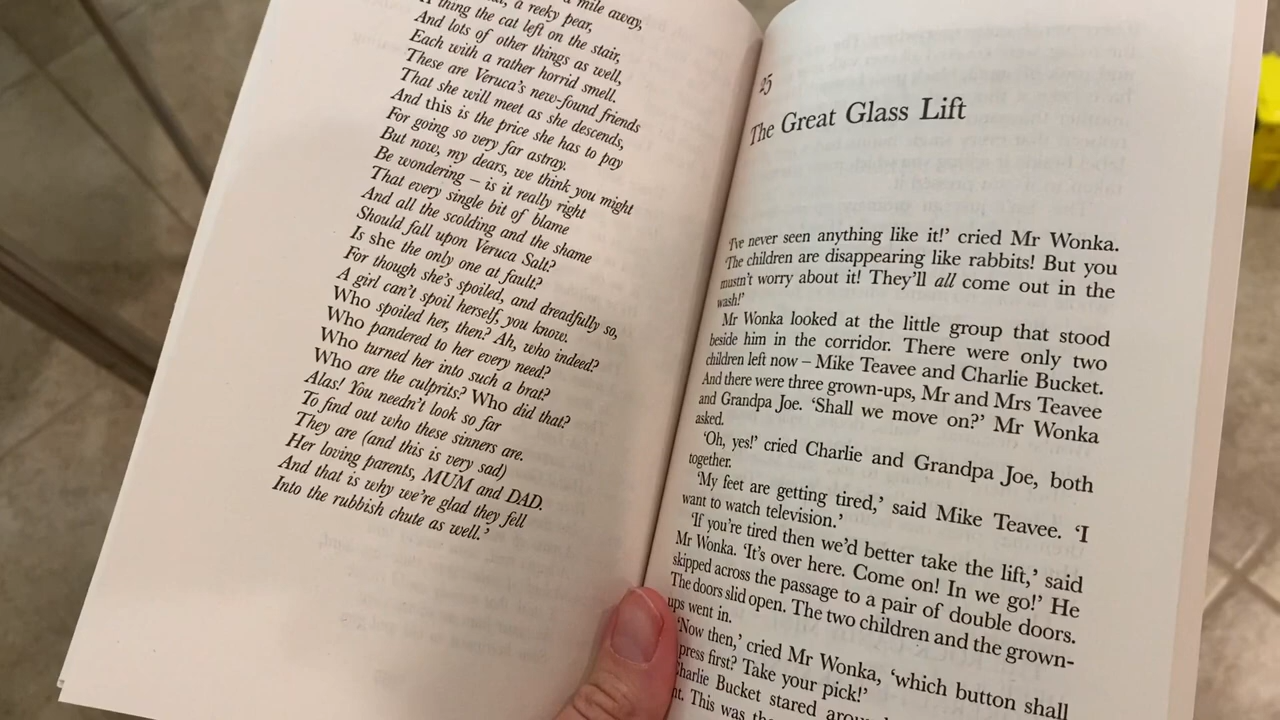 a mile away,
a reeky pear,
thing the cat left on the stair,
And lots of other things as well,
Each with a rather horrid smell.
These are Veruca's new-found friends
That she will meet as she descends,
And this is the price she has to pay
For going so very far astray.
But now, my dears, we think you might
Be wondering – is it really right
That every single bit of blame
And all the scolding and the shame
Should fall upon Veruca Salt?
Is she the only one at fault?
For though she's spoiled, and dreadfully so,
A girl can't spoil herself, you know.
Who spoiled her, then? Ah, who indeed?
Who pandered to her every need?
Who turned her into such a brat?
Who are the culprits? Who did that?
Alas! You needn't look so far
To find out who these sinners are.
They are (and this is very sad)
Her loving parents, MUM and DAD.
And that is why we're glad they fell
Into the rubbish chute as well.'
25
The Great Glass Lift
'I've never seen anything like it!' cried Mr Wonka.
'The children are disappearing like rabbits! But you
mustn't worry about it! They'll all come out in the
wash!'
Mr Wonka looked at the little group that stood
beside him in the corridor. There were only two
children left now – Mike Teavee and Charlie Bucket.
And there were three grown-ups, Mr and Mrs Teavee
and Grandpa Joe. 'Shall we move on?' Mr Wonka
asked.
'Oh, yes!' cried Charlie and Grandpa Joe, both
together.
'My feet are getting tired,' said Mike Teavee. 'I
want to watch television.'
'If you're tired then we'd better take the lift,' said
Mr Wonka. 'It's over here. Come on! In we go!' He
skipped across the passage to a pair of double doors.
The doors slid open. The two children and the grown-
ups went in.
'Now then,' cried Mr Wonka, 'which button shall
press first? Take your pick!'
Charlie Bucket stared
This was the